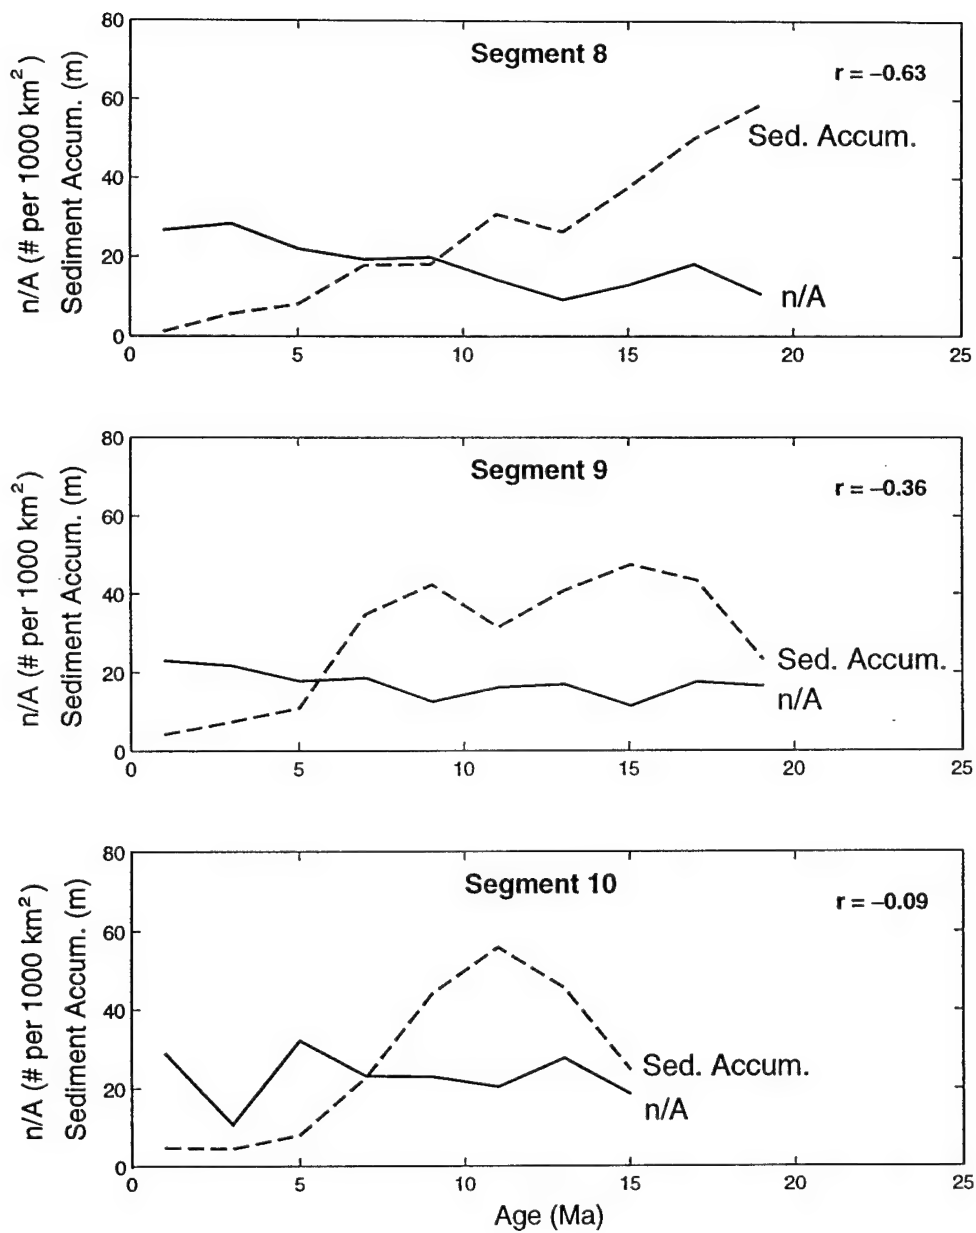 Segment 8
r = −0.63
n/A (# per 1000 km²)
Sediment Accum. (m)
80
60
40
20
0
Sed. Accum.
n/A
0 5 10 15 20 25
Segment 9
r = −0.36
n/A (# per 1000 km²)
Sediment Accum. (m)
80
60
40
20
0
Sed. Accum.
n/A
0 5 10 15 20 25
Segment 10
r = −0.09
n/A (# per 1000 km²)
Sediment Accum. (m)
80
60
40
20
0
Sed. Accum.
n/A
0 5 10 15 20 25
Age (Ma)